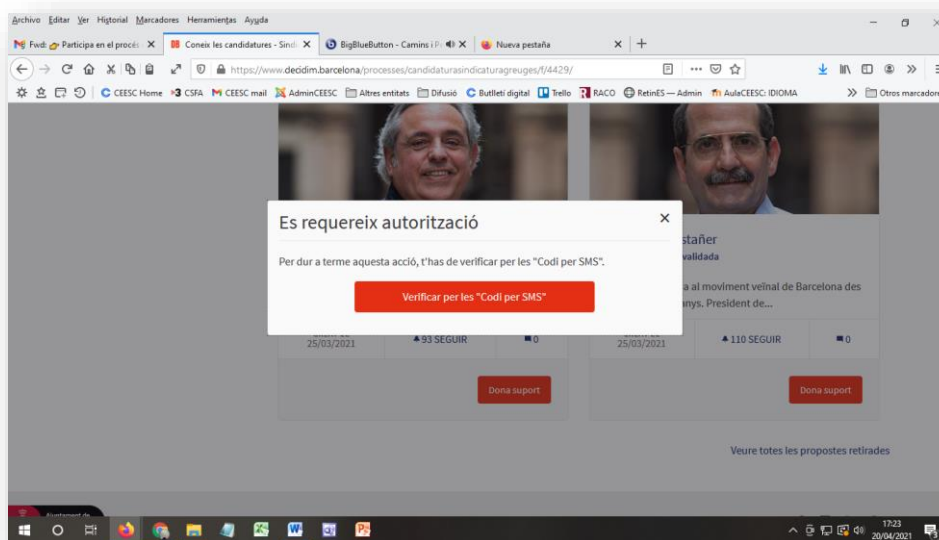 Archivo Editar Ver Historial Marcadores Herramientas Ayuda
Fwd: Participa en el procés
Coneix les candidatures - Sindi
BigBlueButton - Camins i Pr
Nueva pestaña
https://www.decidim.barcelona/processes/candidaturasindicaturagreuges/f/4429/
CEESC Home CSFA CEESC mail AdminCEESC Altres entitats Difusió Butlletí digital Trello RACO RetinES — Admin AulaCEESC: IDIOMA Otros marcadore
Es requereix autorització
Per dur a terme aquesta acció, t'has de verificar per les "Codi per SMS".
Verificar per les "Codi per SMS"
stañer
validada
a al moviment veïnal de Barcelona des
nys. President de...
25/03/2021 93 SEGUIR 0
25/03/2021 110 SEGUIR 0
Dona suport Dona suport
Veure totes les propostes retirades
17:23
20/04/2021